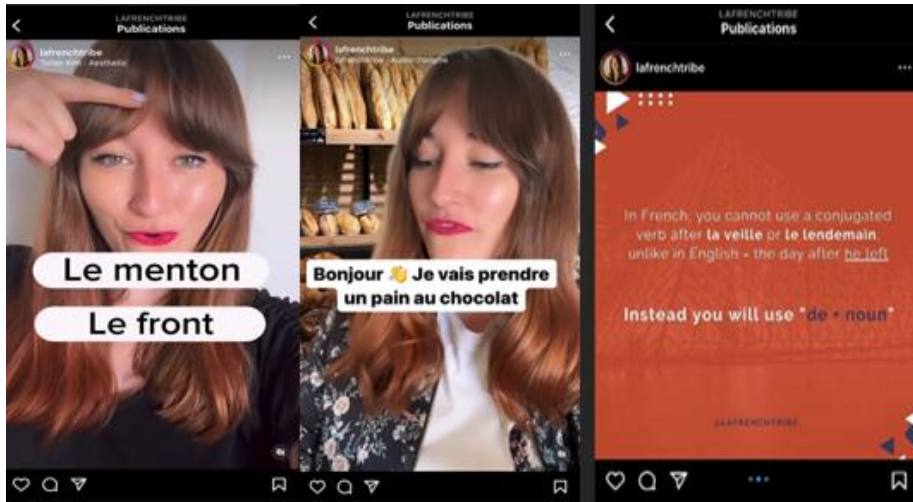 LAFRENCHTRIBE
Publications
lafrenchtribe
Le menton
Le front
LAFRENCHTRIBE
Publications
lafrenchtribe
Bonjour 👋 Je vais prendre
un pain au chocolat
LAFRENCHTRIBE
Publications
lafrenchtribe
In French, you cannot use a conjugated
verb after la veille or le lendemain,
unlike in English • the day after he left
Instead you will use "de + noun"
@LAFRENCHTRIBE